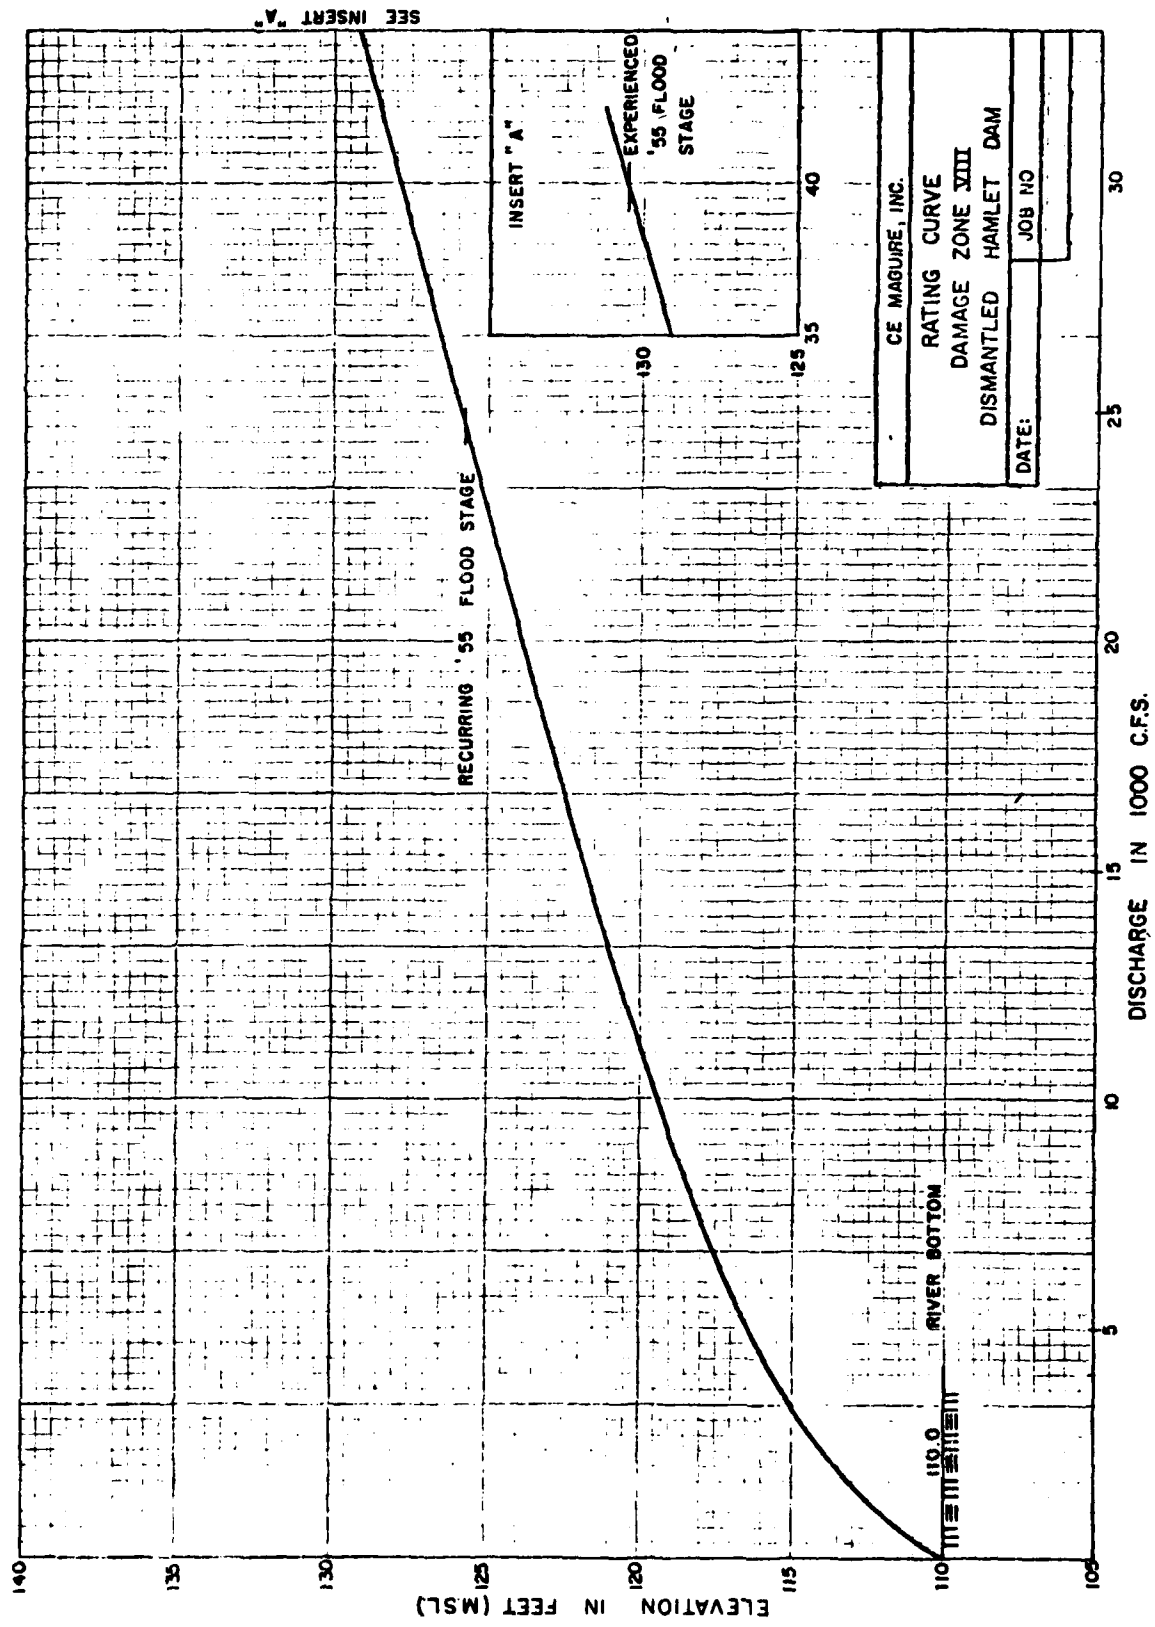 SEE INSERT "A"
INSERT "A"
EXPERIENCED
'55 FLOOD
STAGE
130
125
35
40
RECURRING '55 FLOOD STAGE
CE MAGUIRE, INC.
RATING CURVE
DAMAGE ZONE VIII
DISMANTLED HAMLET DAM
DATE:
JOB NO
110.0
RIVER BOTTOM
ELEVATION IN FEET (M.S.L.)
140
135
130
125
120
115
110
105
5
10
15
20
25
30
DISCHARGE IN 1000 C.F.S.